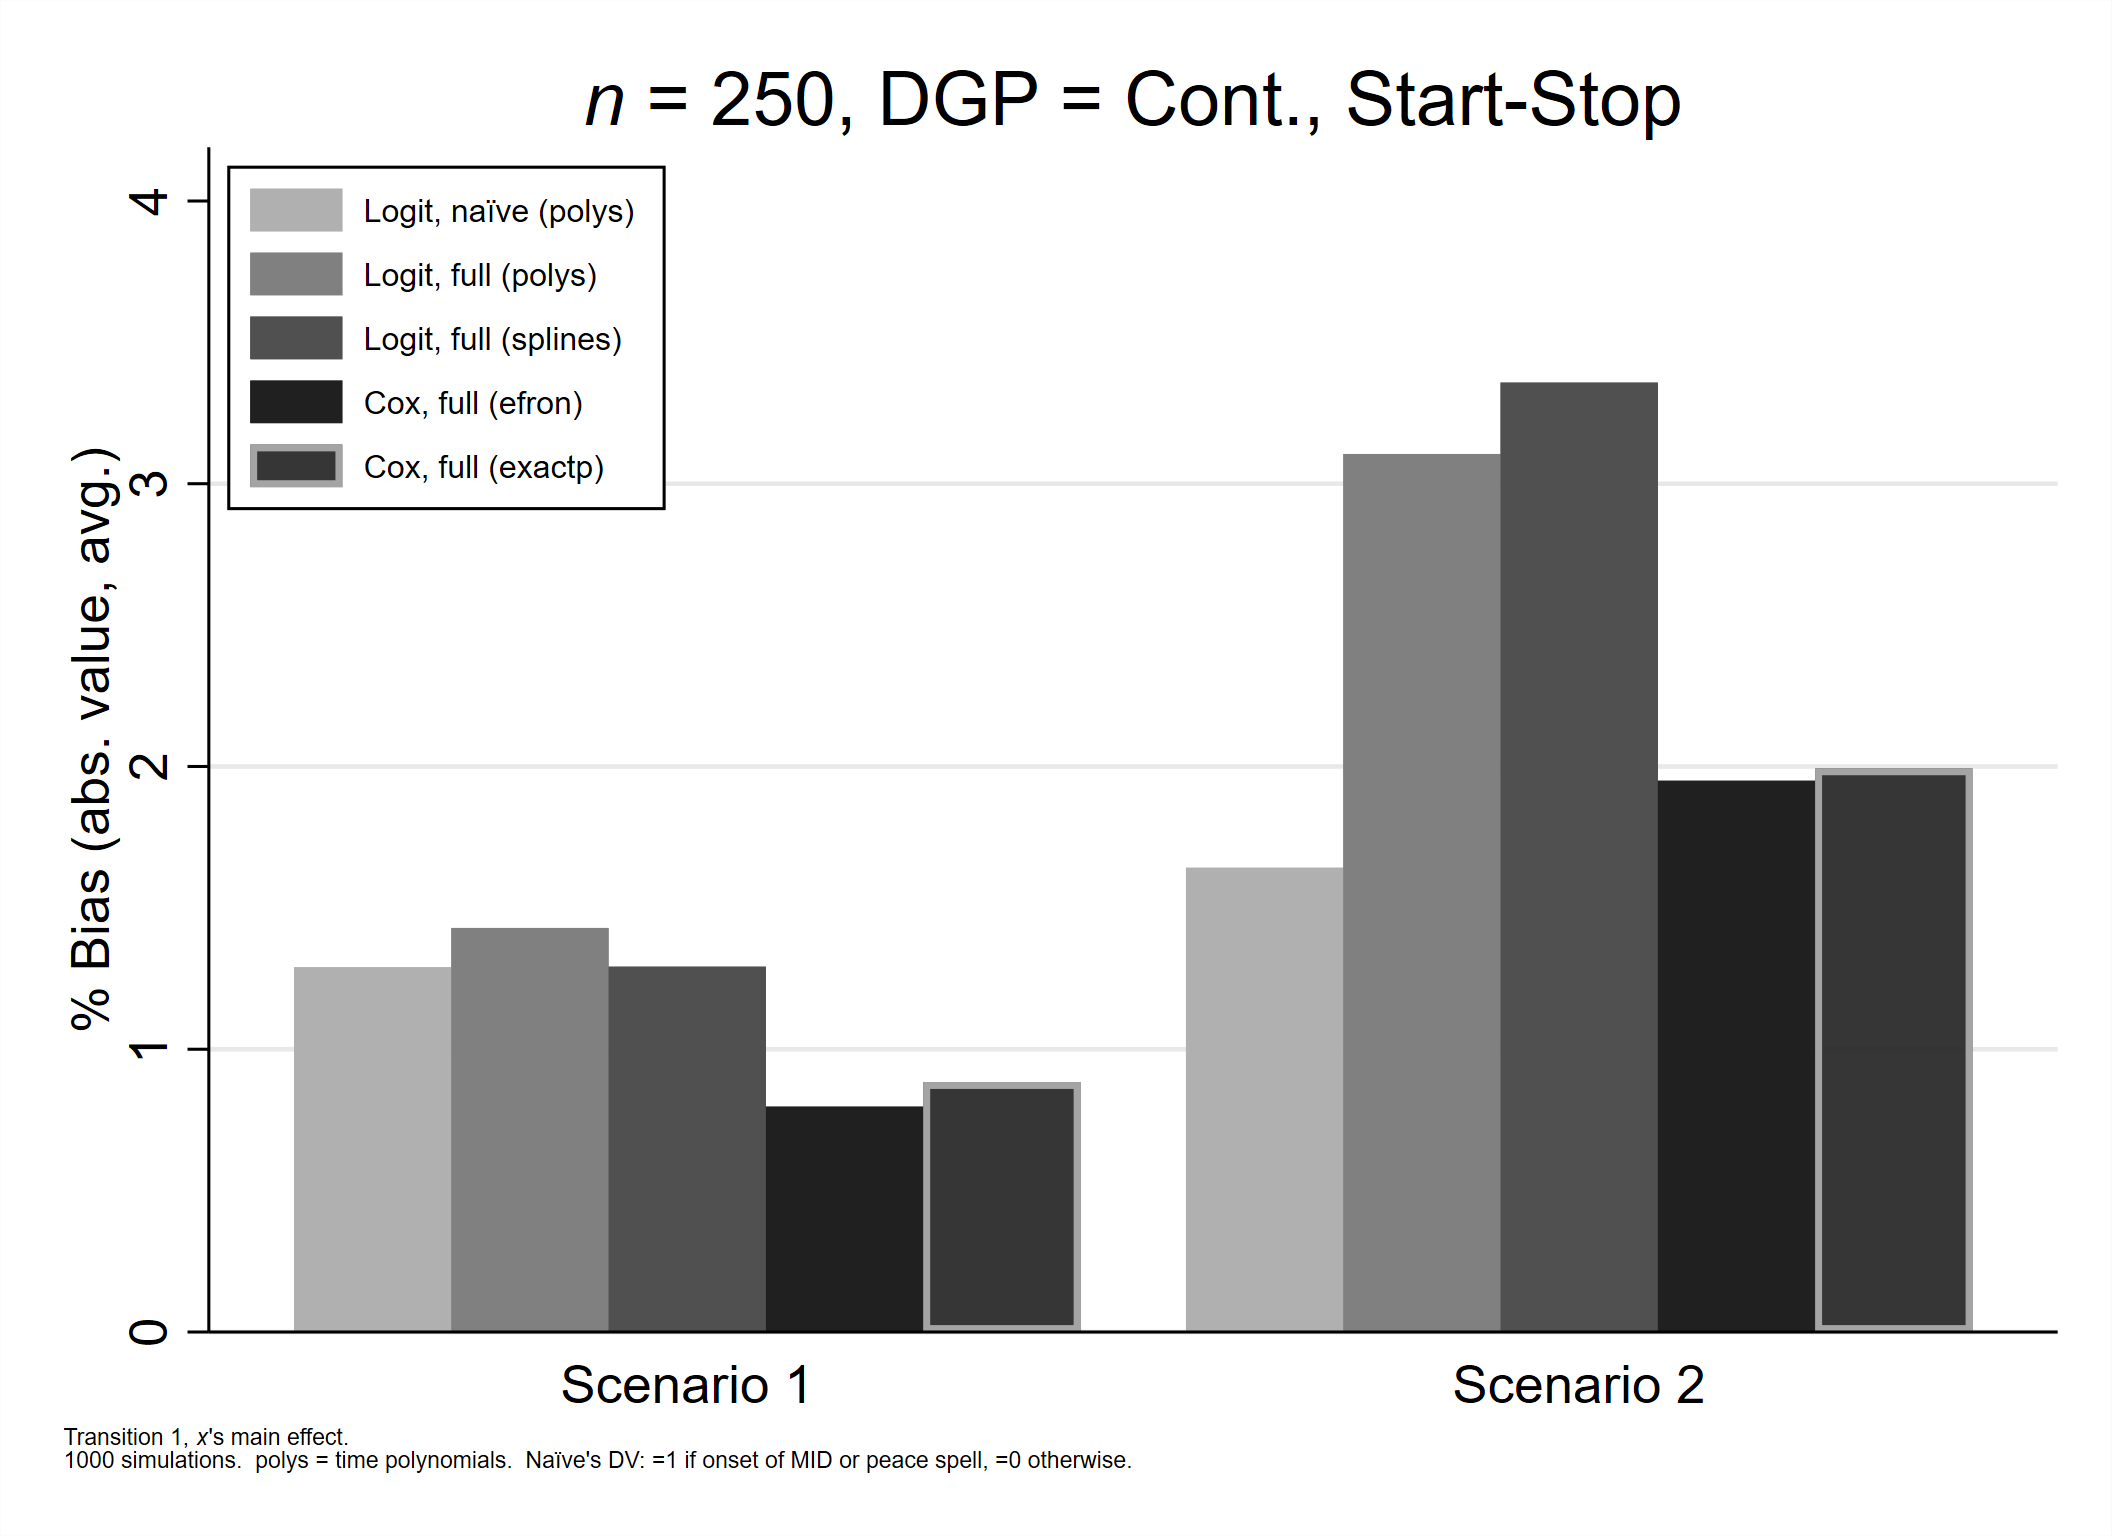 n = 250, DGP = Cont., Start-Stop
% Bias (abs. value, avg.)
4
3
2
1
0
Logit, naïve (polys)
Logit, full (polys)
Logit, full (splines)
Cox, full (efron)
Cox, full (exactp)
Scenario 1
Scenario 2
Transition 1, x's main effect.
1000 simulations.  polys = time polynomials.  Naïve's DV: =1 if onset of MID or peace spell, =0 otherwise.